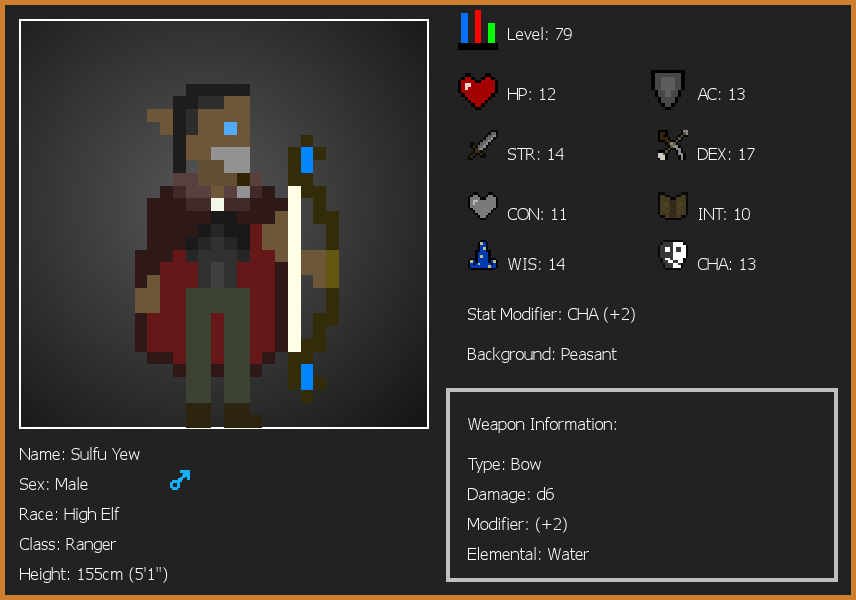 Level: 79
HP: 12
AC: 13
STR: 14
DEX: 17
CON: 11
INT: 10
WIS: 14
CHA: 13
Stat Modifier: CHA (+2)
Background: Peasant
Weapon Information:
Type: Bow
Damage: d6
Modifier: (+2)
Elemental: Water
Name: Sulfu Yew
Sex: Male
Race: High Elf
Class: Ranger
Height: 155cm (5'1")